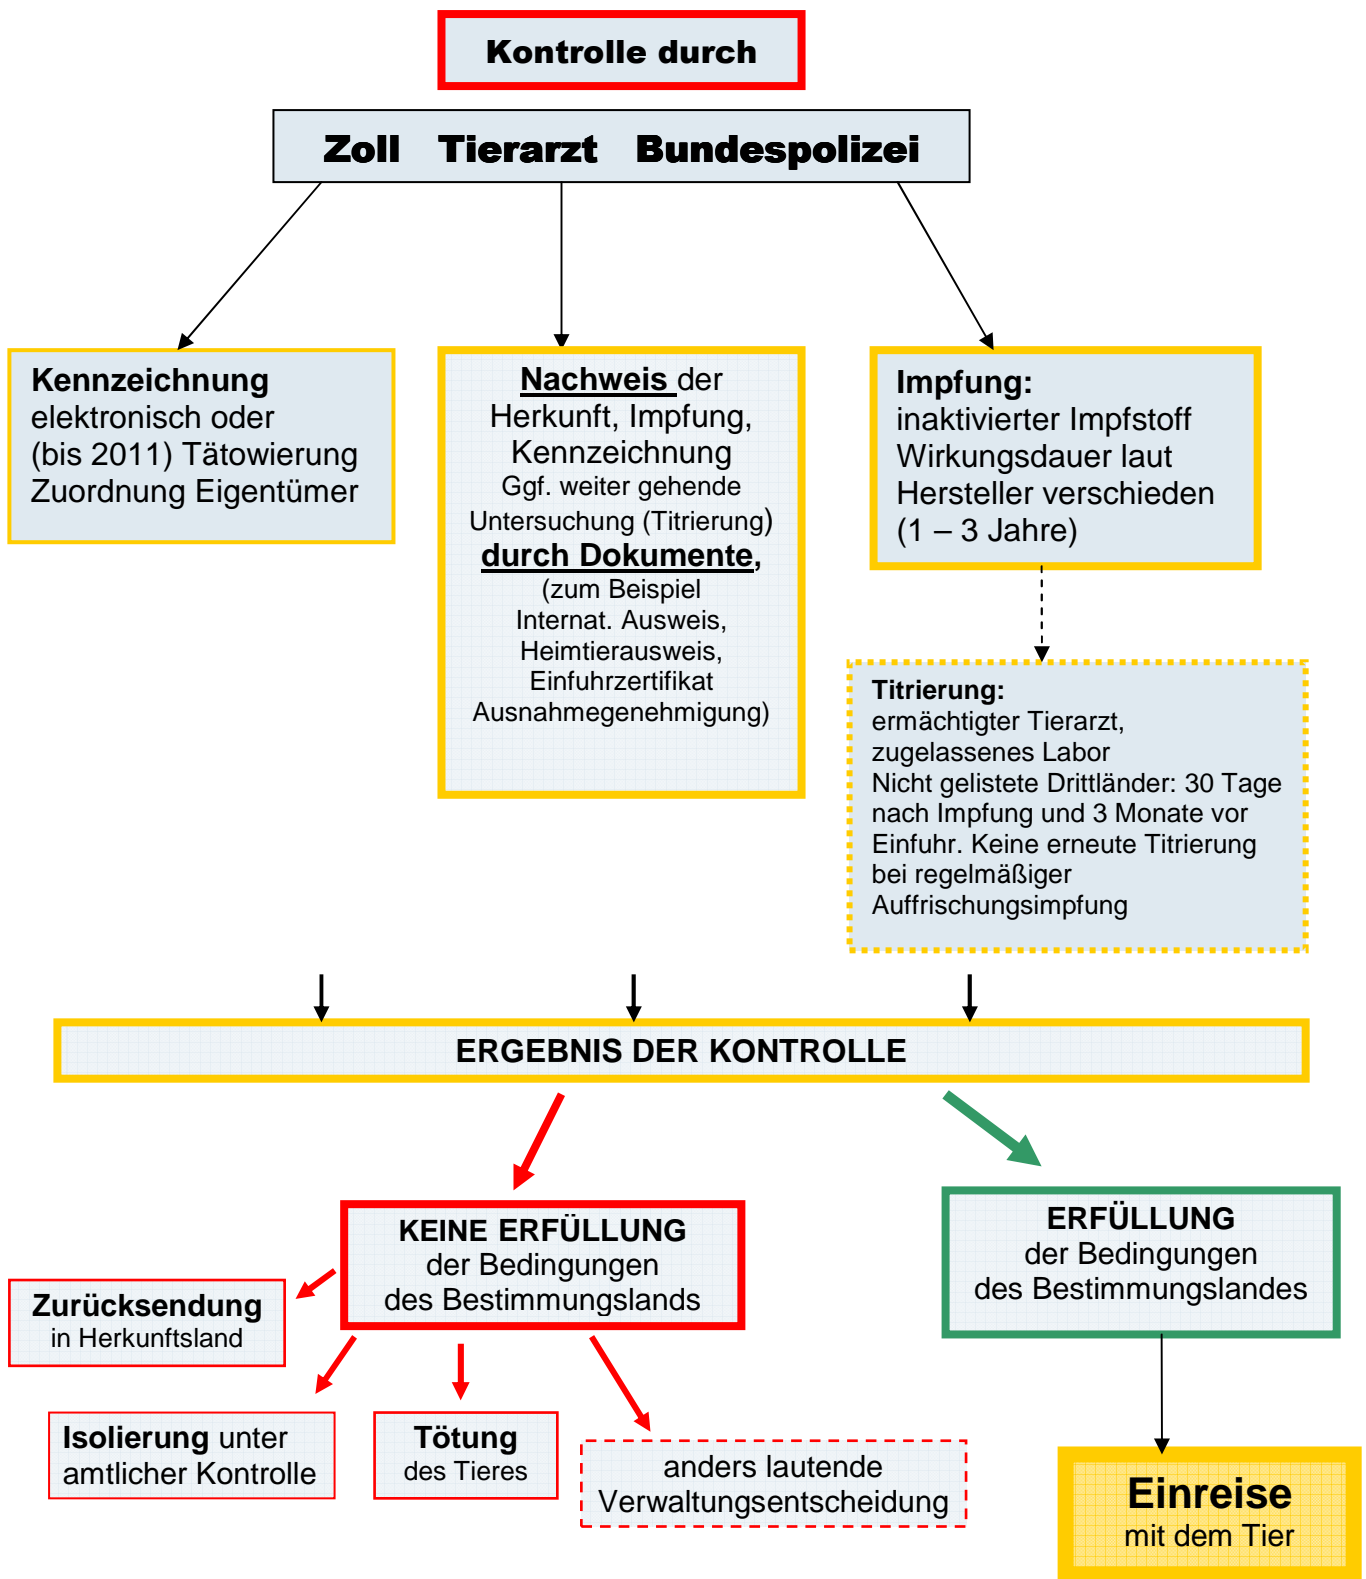 Kontrolle durch
Zoll Tierarzt Bundespolizei
Kennzeichnung
elektronisch oder
(bis 2011) Tätowierung
Zuordnung Eigentümer
Nachweis der
Herkunft, Impfung,
Kennzeichnung
Ggf. weiter gehende
Untersuchung (Titrierung)
durch Dokumente,
(zum Beispiel
Internat. Ausweis,
Heimtierausweis,
Einfuhrzertifikat
Ausnahmegenehmigung)
Impfung:
inaktivierter Impfstoff
Wirkungsdauer laut
Hersteller verschieden
(1 – 3 Jahre)
Titrierung:
ermächtigter Tierarzt,
zugelassenes Labor
Nicht gelistete Drittländer: 30 Tage
nach Impfung und 3 Monate vor
Einfuhr. Keine erneute Titrierung
bei regelmäßiger
Auffrischungsimpfung
ERGEBNIS DER KONTROLLE
KEINE ERFÜLLUNG
der Bedingungen
des Bestimmungslands
ERFÜLLUNG
der Bedingungen
des Bestimmungslandes
Zurücksendung
in Herkunftsland
Isolierung unter
amtlicher Kontrolle
Tötung
des Tieres
anders lautende
Verwaltungsentscheidung
Einreise
mit dem Tier